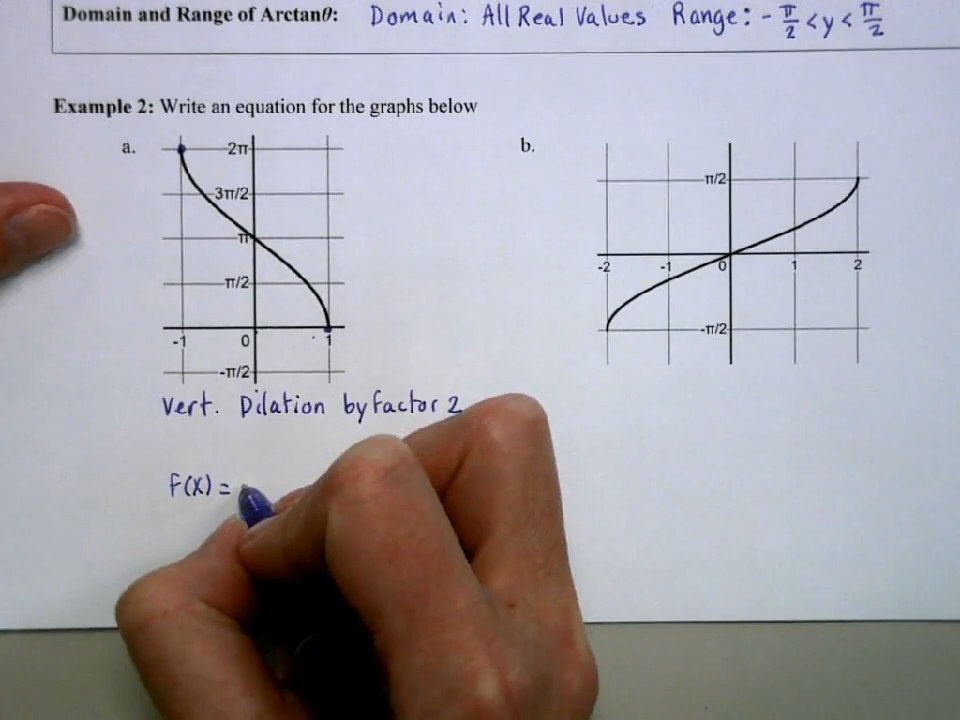 Domain and Range of Arctanθ: Domain: All Real Values Range: - π/2 < y < π/2
Example 2: Write an equation for the graphs below
a.
2π
3π/2
π
π/2
-1 0 1
-π/2
b.
π/2
-2 -1 0 1 2
-π/2
Vert. Dilation by factor 2
F(x) =